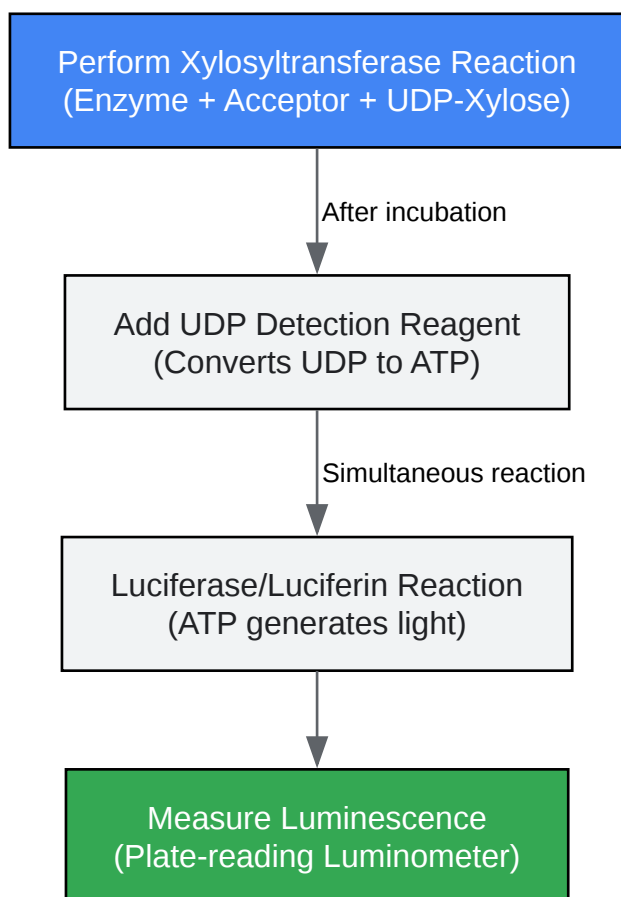 Perform Xylosyltransferase Reaction
(Enzyme + Acceptor + UDP-Xylose)
After incubation
Add UDP Detection Reagent
(Converts UDP to ATP)
Simultaneous reaction
Luciferase/Luciferin Reaction
(ATP generates light)
Measure Luminescence
(Plate-reading Luminometer)